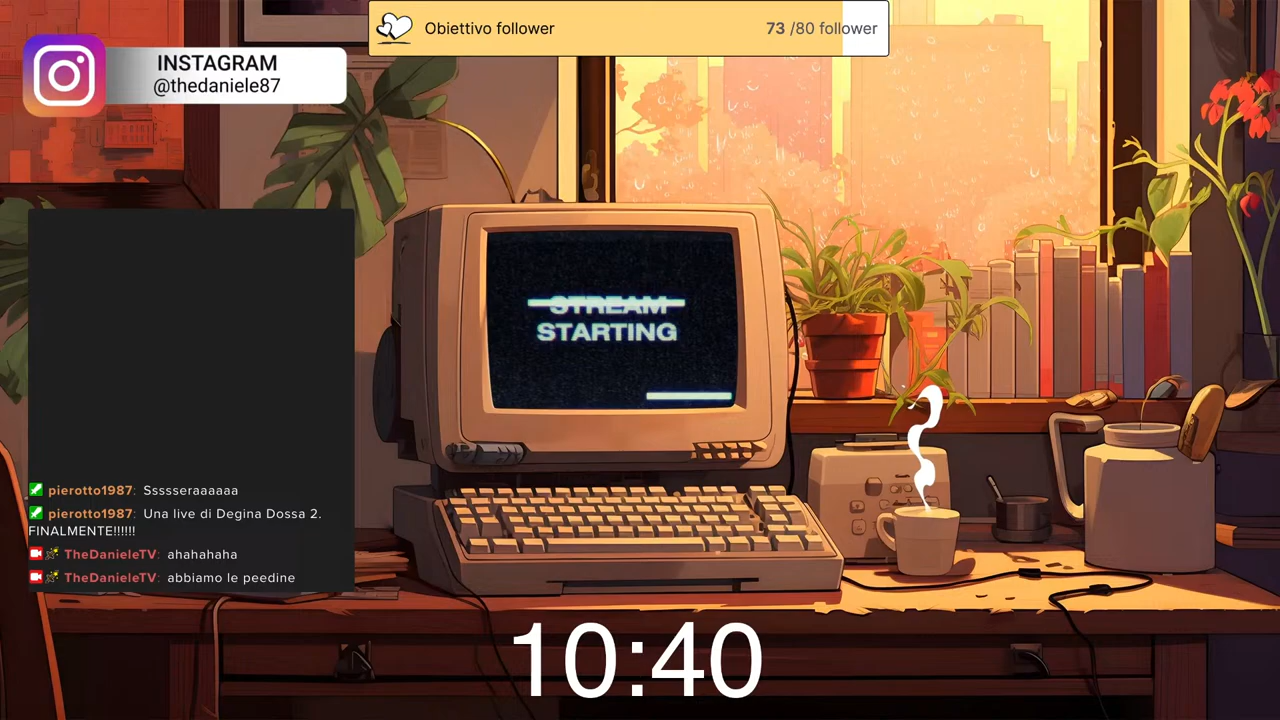 Obiettivo follower
73 /80 follower
INSTAGRAM
@thedaniele87
STREAM
STARTING
pierotto1987: Ssssseraaaaaa
pierotto1987: Una live di Degina Dossa 2.
FINALMENTE!!!!!!
TheDanieleTV: ahahahaha
TheDanieleTV: abbiamo le peedine
10:40